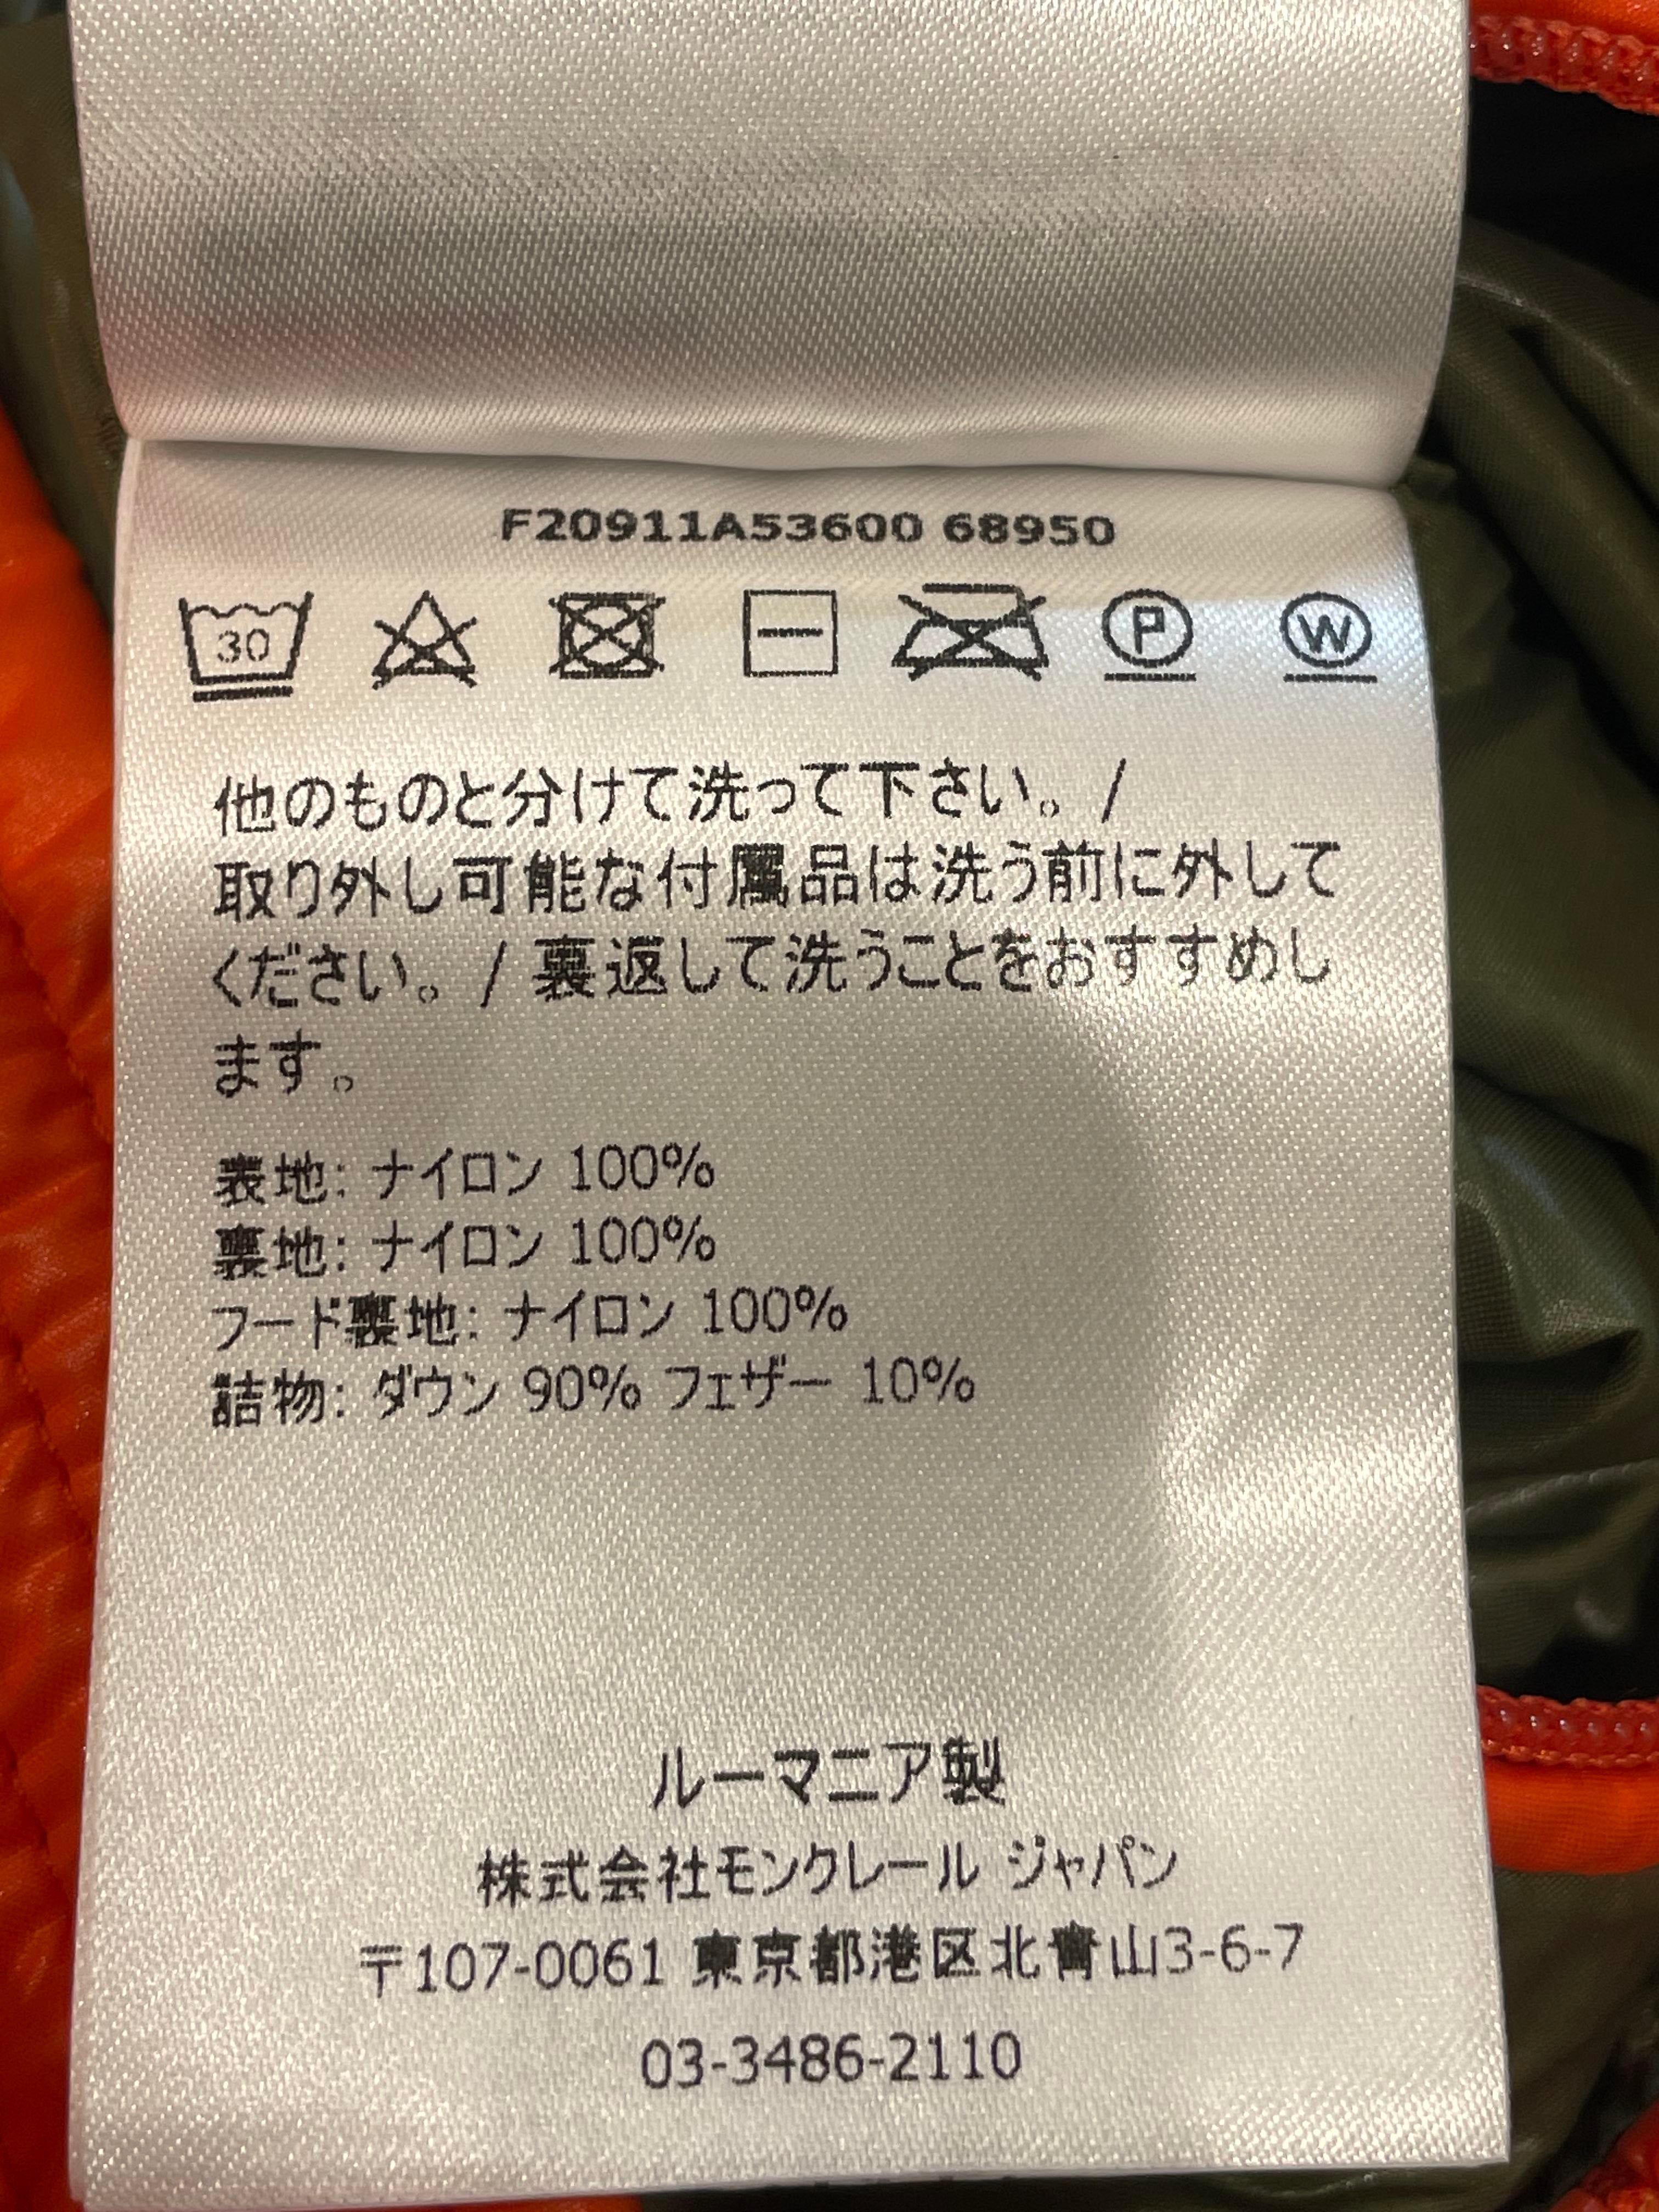 F20911A53600 68950
30
P
W
他のものと分けて洗って下さい。/
取り外し可能な付属品は洗う前に外して
ください。/ 裏返して洗うことをおすすめし
ます。
表地: ナイロン 100%
裏地: ナイロン 100%
フード裏地: ナイロン 100%
詰物: ダウン 90% フェザー 10%
ルーマニア製
株式会社モンクレール ジャパン
〒107-0061 東京都港区北青山3-6-7
03-3486-2110